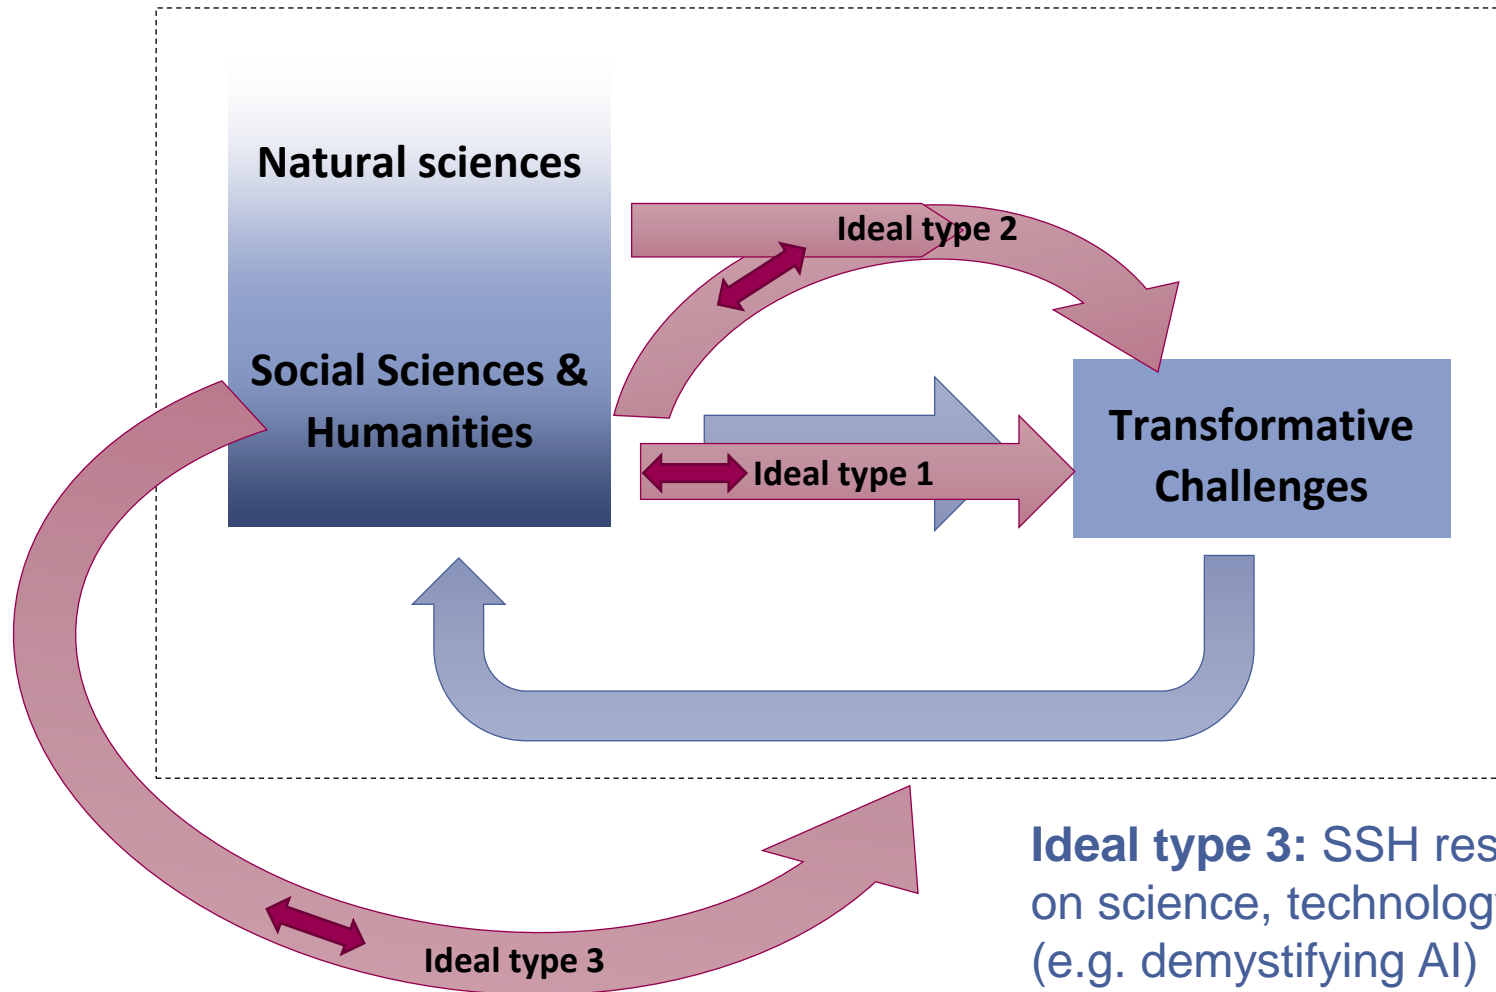 Natural sciences
Ideal type 2
Social Sciences &
Humanities
Transformative
Challenges
Ideal type 1
Ideal type 3: SSH res
on science, technology
(e.g. demystifying AI)
Ideal type 3